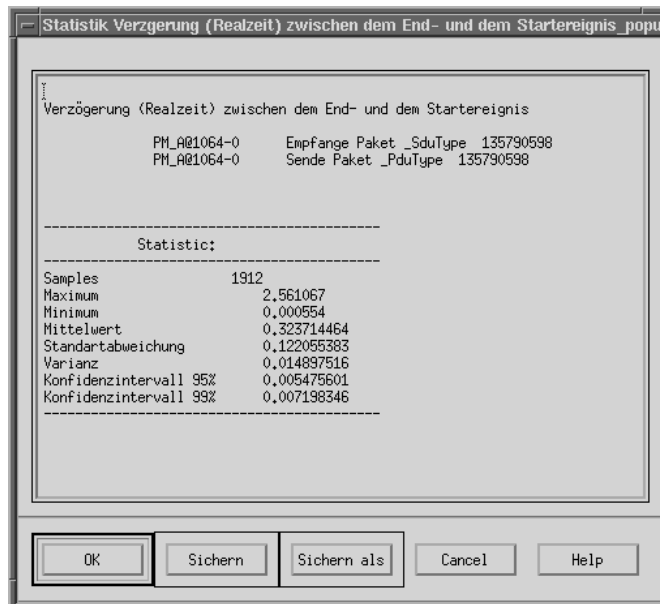 Statistik Verzgerung (Realzeit) zwischen dem End- und dem Startereignis_popu
Verzögerung (Realzeit) zwischen dem End- und dem Startereignis
PM_A@1064-0 Empfange Paket _SduType 135790598
PM_A@1064-0 Sende Paket _PduType 135790598
------------------------------------------
Statistic:
------------------------------------------
Samples 1912
Maximum 2.561067
Minimum 0.000554
Mittelwert 0.323714464
Standartabweichung 0.122055383
Varianz 0.014897516
Konfidenzintervall 95% 0.005475601
Konfidenzintervall 99% 0.007198346
------------------------------------------
OK Sichern Sichern als Cancel Help